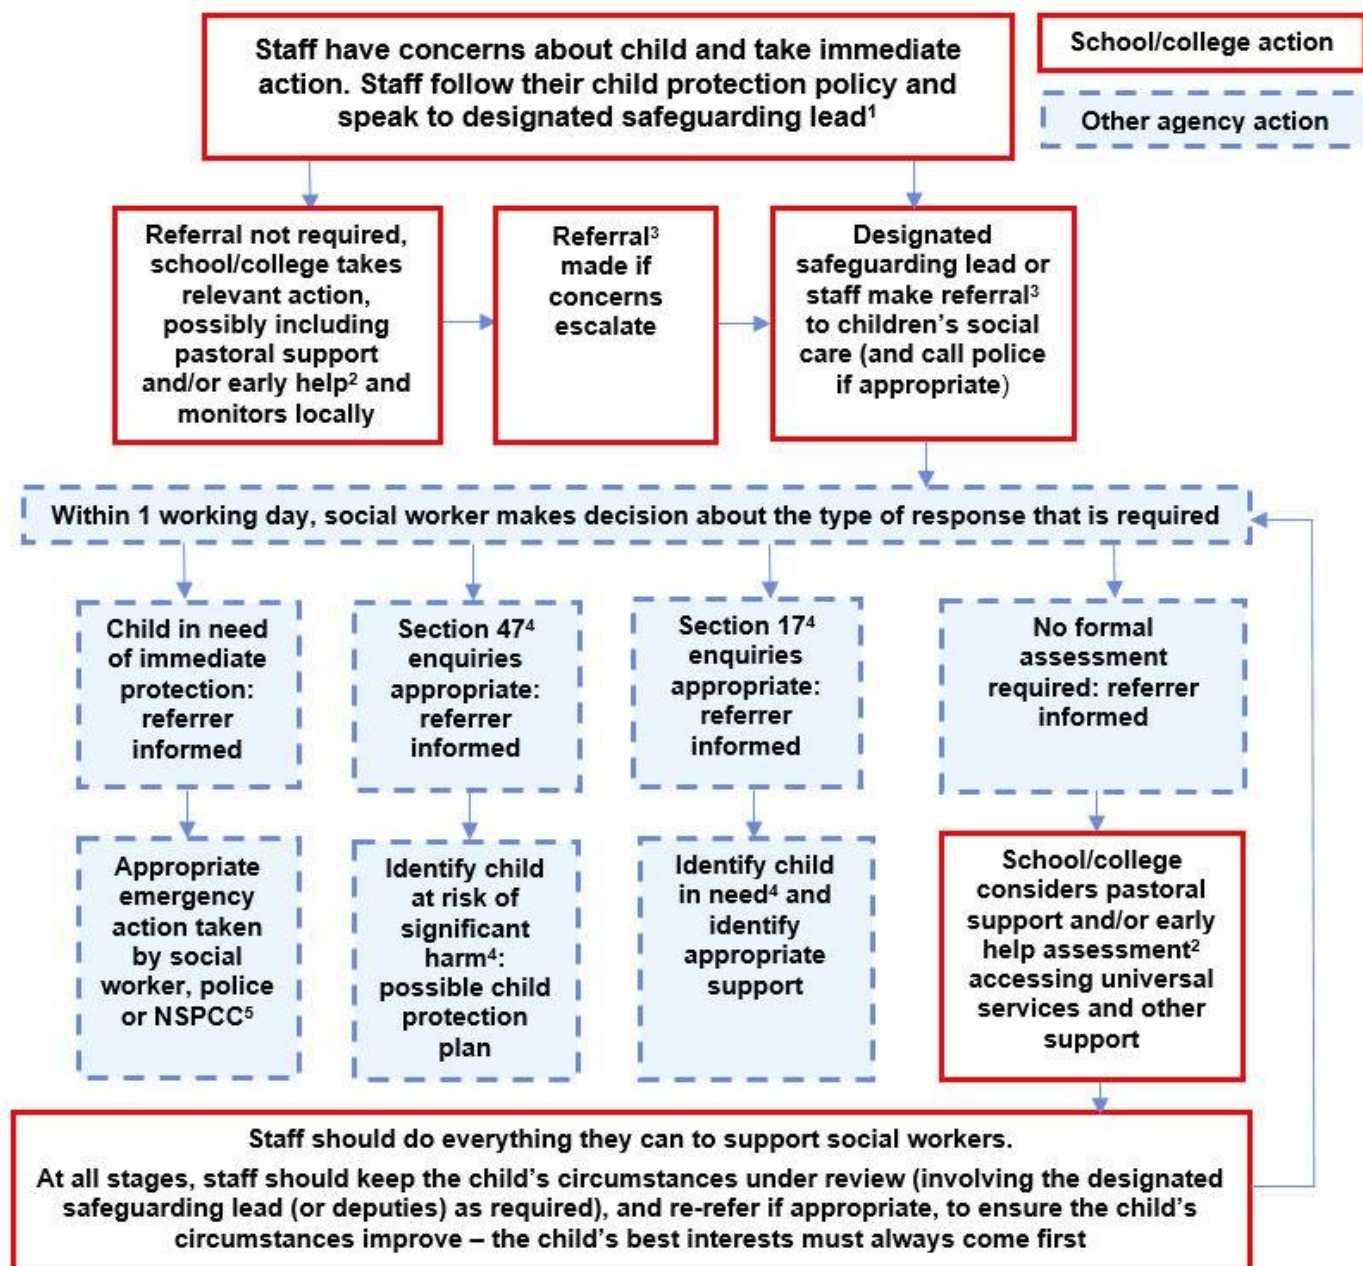 Staff have concerns about child and take immediate
action. Staff follow their child protection policy and
speak to designated safeguarding lead¹
School/college action
Other agency action
Referral not required,
school/college takes
relevant action,
possibly including
pastoral support
and/or early help² and
monitors locally
Referral³
made if
concerns
escalate
Designated
safeguarding lead or
staff make referral³
to children’s social
care (and call police
if appropriate)
Within 1 working day, social worker makes decision about the type of response that is required
Child in need
of immediate
protection:
referrer
informed
Section 47⁴
enquiries
appropriate:
referrer
informed
Section 17⁴
enquiries
appropriate:
referrer
informed
No formal
assessment
required: referrer
informed
Appropriate
emergency
action taken
by social
worker, police
or NSPCC⁵
Identify child
at risk of
significant
harm⁴:
possible child
protection
plan
Identify child
in need⁴ and
identify
appropriate
support
School/college
considers pastoral
support and/or early
help assessment²
accessing universal
services and other
support
Staff should do everything they can to support social workers.
At all stages, staff should keep the child’s circumstances under review (involving the designated
safeguarding lead (or deputies) as required), and re-refer if appropriate, to ensure the child’s
circumstances improve – the child’s best interests must always come first